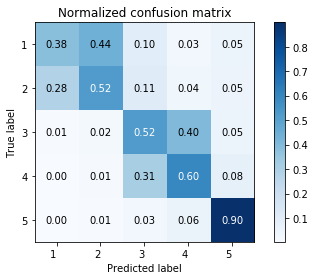 Normalized confusion matrix
True label
1 0.38 0.44 0.10 0.03 0.05
2 0.28 0.52 0.11 0.04 0.05
3 0.01 0.02 0.52 0.40 0.05
4 0.00 0.01 0.31 0.60 0.08
5 0.00 0.01 0.03 0.06 0.90
1 2 3 4 5
Predicted label
0.9
0.8
0.7
0.6
0.5
0.4
0.3
0.2
0.1